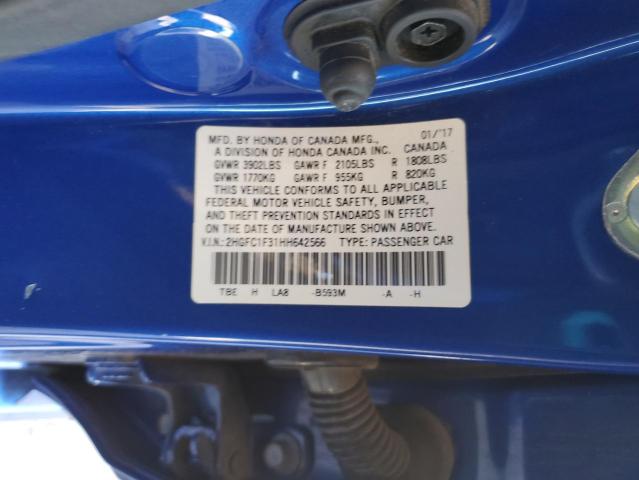 MFD. BY HONDA OF CANADA MFG., 01/'17
A DIVISION OF HONDA CANADA INC. CANADA
GVWR 3902LBS GAWR F 2105LBS R 1808LBS
GVWR 1770KG GAWR F 955KG R 820KG
THIS VEHICLE CONFORMS TO ALL APPLICABLE
FEDERAL MOTOR VEHICLE SAFETY, BUMPER,
AND THEFT PREVENTION STANDARDS IN EFFECT
ON THE DATE OF MANUFACTURE SHOWN ABOVE.
V.I.N.:2HGFC1F31HH642566 TYPE: PASSENGER CAR
TBE H LA8 -B593M -A -H